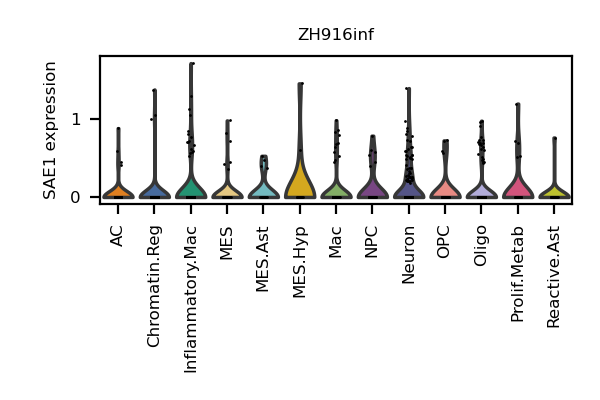 ZH916inf
SAE1 expression
1
0
AC
Chromatin.Reg
Inflammatory.Mac
MES
MES.Ast
MES.Hyp
Mac
NPC
Neuron
OPC
Oligo
Prolif.Metab
Reactive.Ast